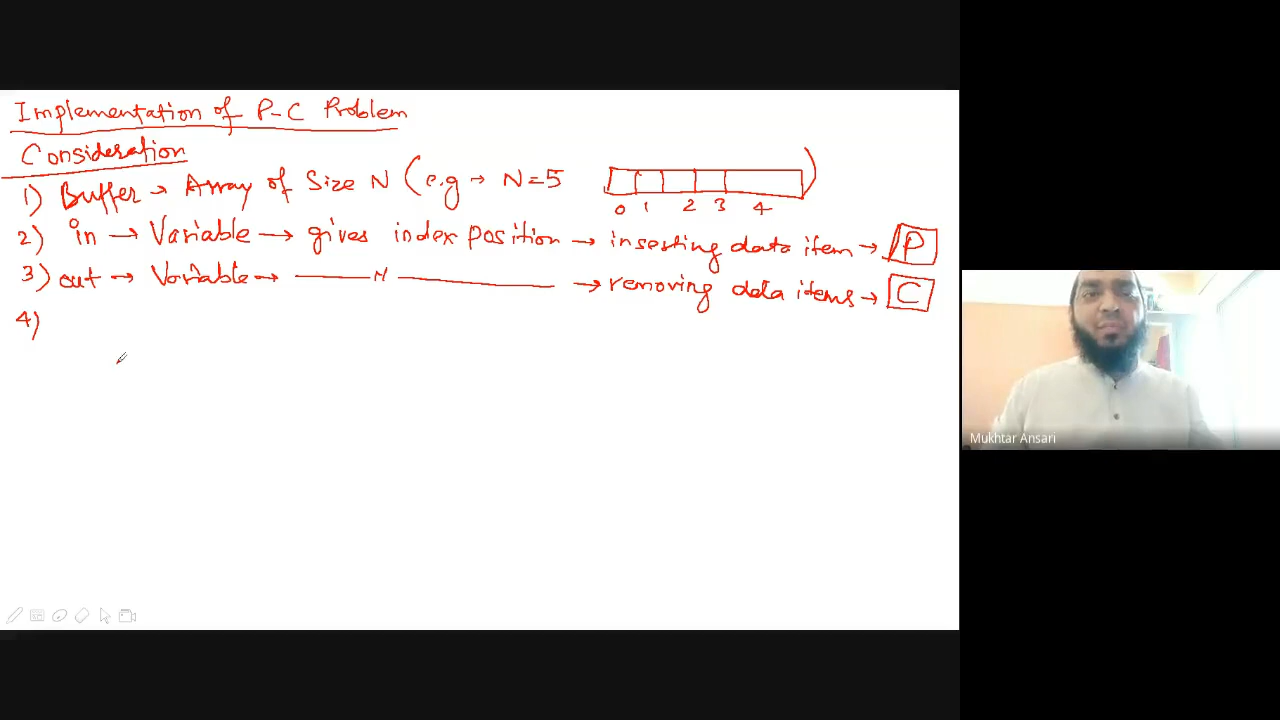 Implementation of P-C Problem
Consideration
1) Buffer → Array of Size N (e.g → N=5 )
0 1 2 3 4
2) in → Variable → gives index position → inserting data item → P
3) out → Variable → —— " —— → removing data items → C
4)
Mukhtar Ansari